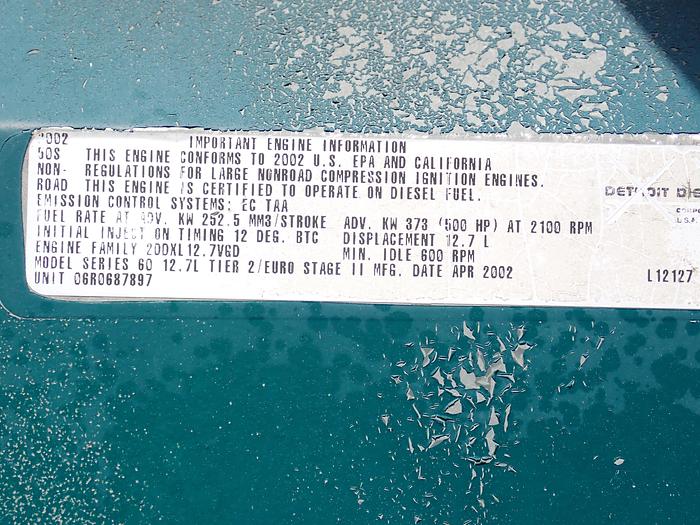 2002 IMPORTANT ENGINE INFORMATION
50S THIS ENGINE CONFORMS TO 2002 U.S. EPA AND CALIFORNIA
NON- REGULATIONS FOR LARGE NONROAD COMPRESSION IGNITION ENGINES.
ROAD THIS ENGINE IS CERTIFIED TO OPERATE ON DIESEL FUEL.
EMISSION CONTROL SYSTEMS: EC TAA
FUEL RATE AT ADV. KW 252.5 MM3/STROKE ADV. KW 373 (500 HP) AT 2100 RPM
INITIAL INJECTION TIMING 12 DEG. BTC DISPLACEMENT 12.7 L
ENGINE FAMILY 2DDXL12.7VGD MIN. IDLE 600 RPM
MODEL SERIES 60 12.7L TIER 2/EURO STAGE II MFG. DATE APR 2002
UNIT 06R0687897
DETROIT DIE
CORPO
U.S.A.
L12127